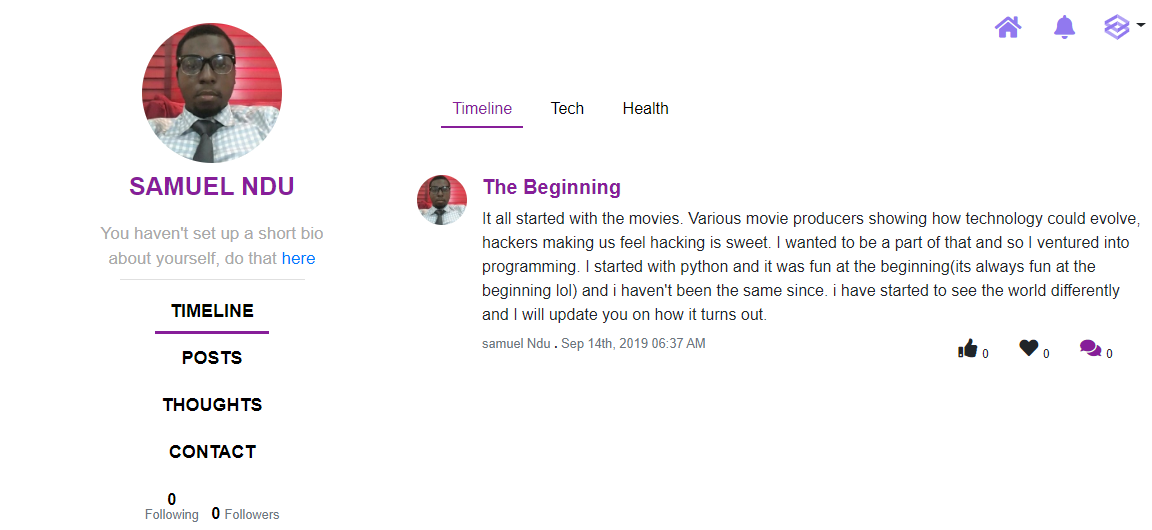 SAMUEL NDU
You haven't set up a short bio
about yourself, do that here
TIMELINE
POSTS
THOUGHTS
CONTACT
0
Following 0 Followers
Timeline Tech Health
The Beginning
It all started with the movies. Various movie producers showing how technology could evolve,
hackers making us feel hacking is sweet. I wanted to be a part of that and so I ventured into
programming. I started with python and it was fun at the beginning(its always fun at the
beginning lol) and i haven't been the same since. i have started to see the world differently
and I will update you on how it turns out.
samuel Ndu . Sep 14th, 2019 06:37 AM
0 0 0